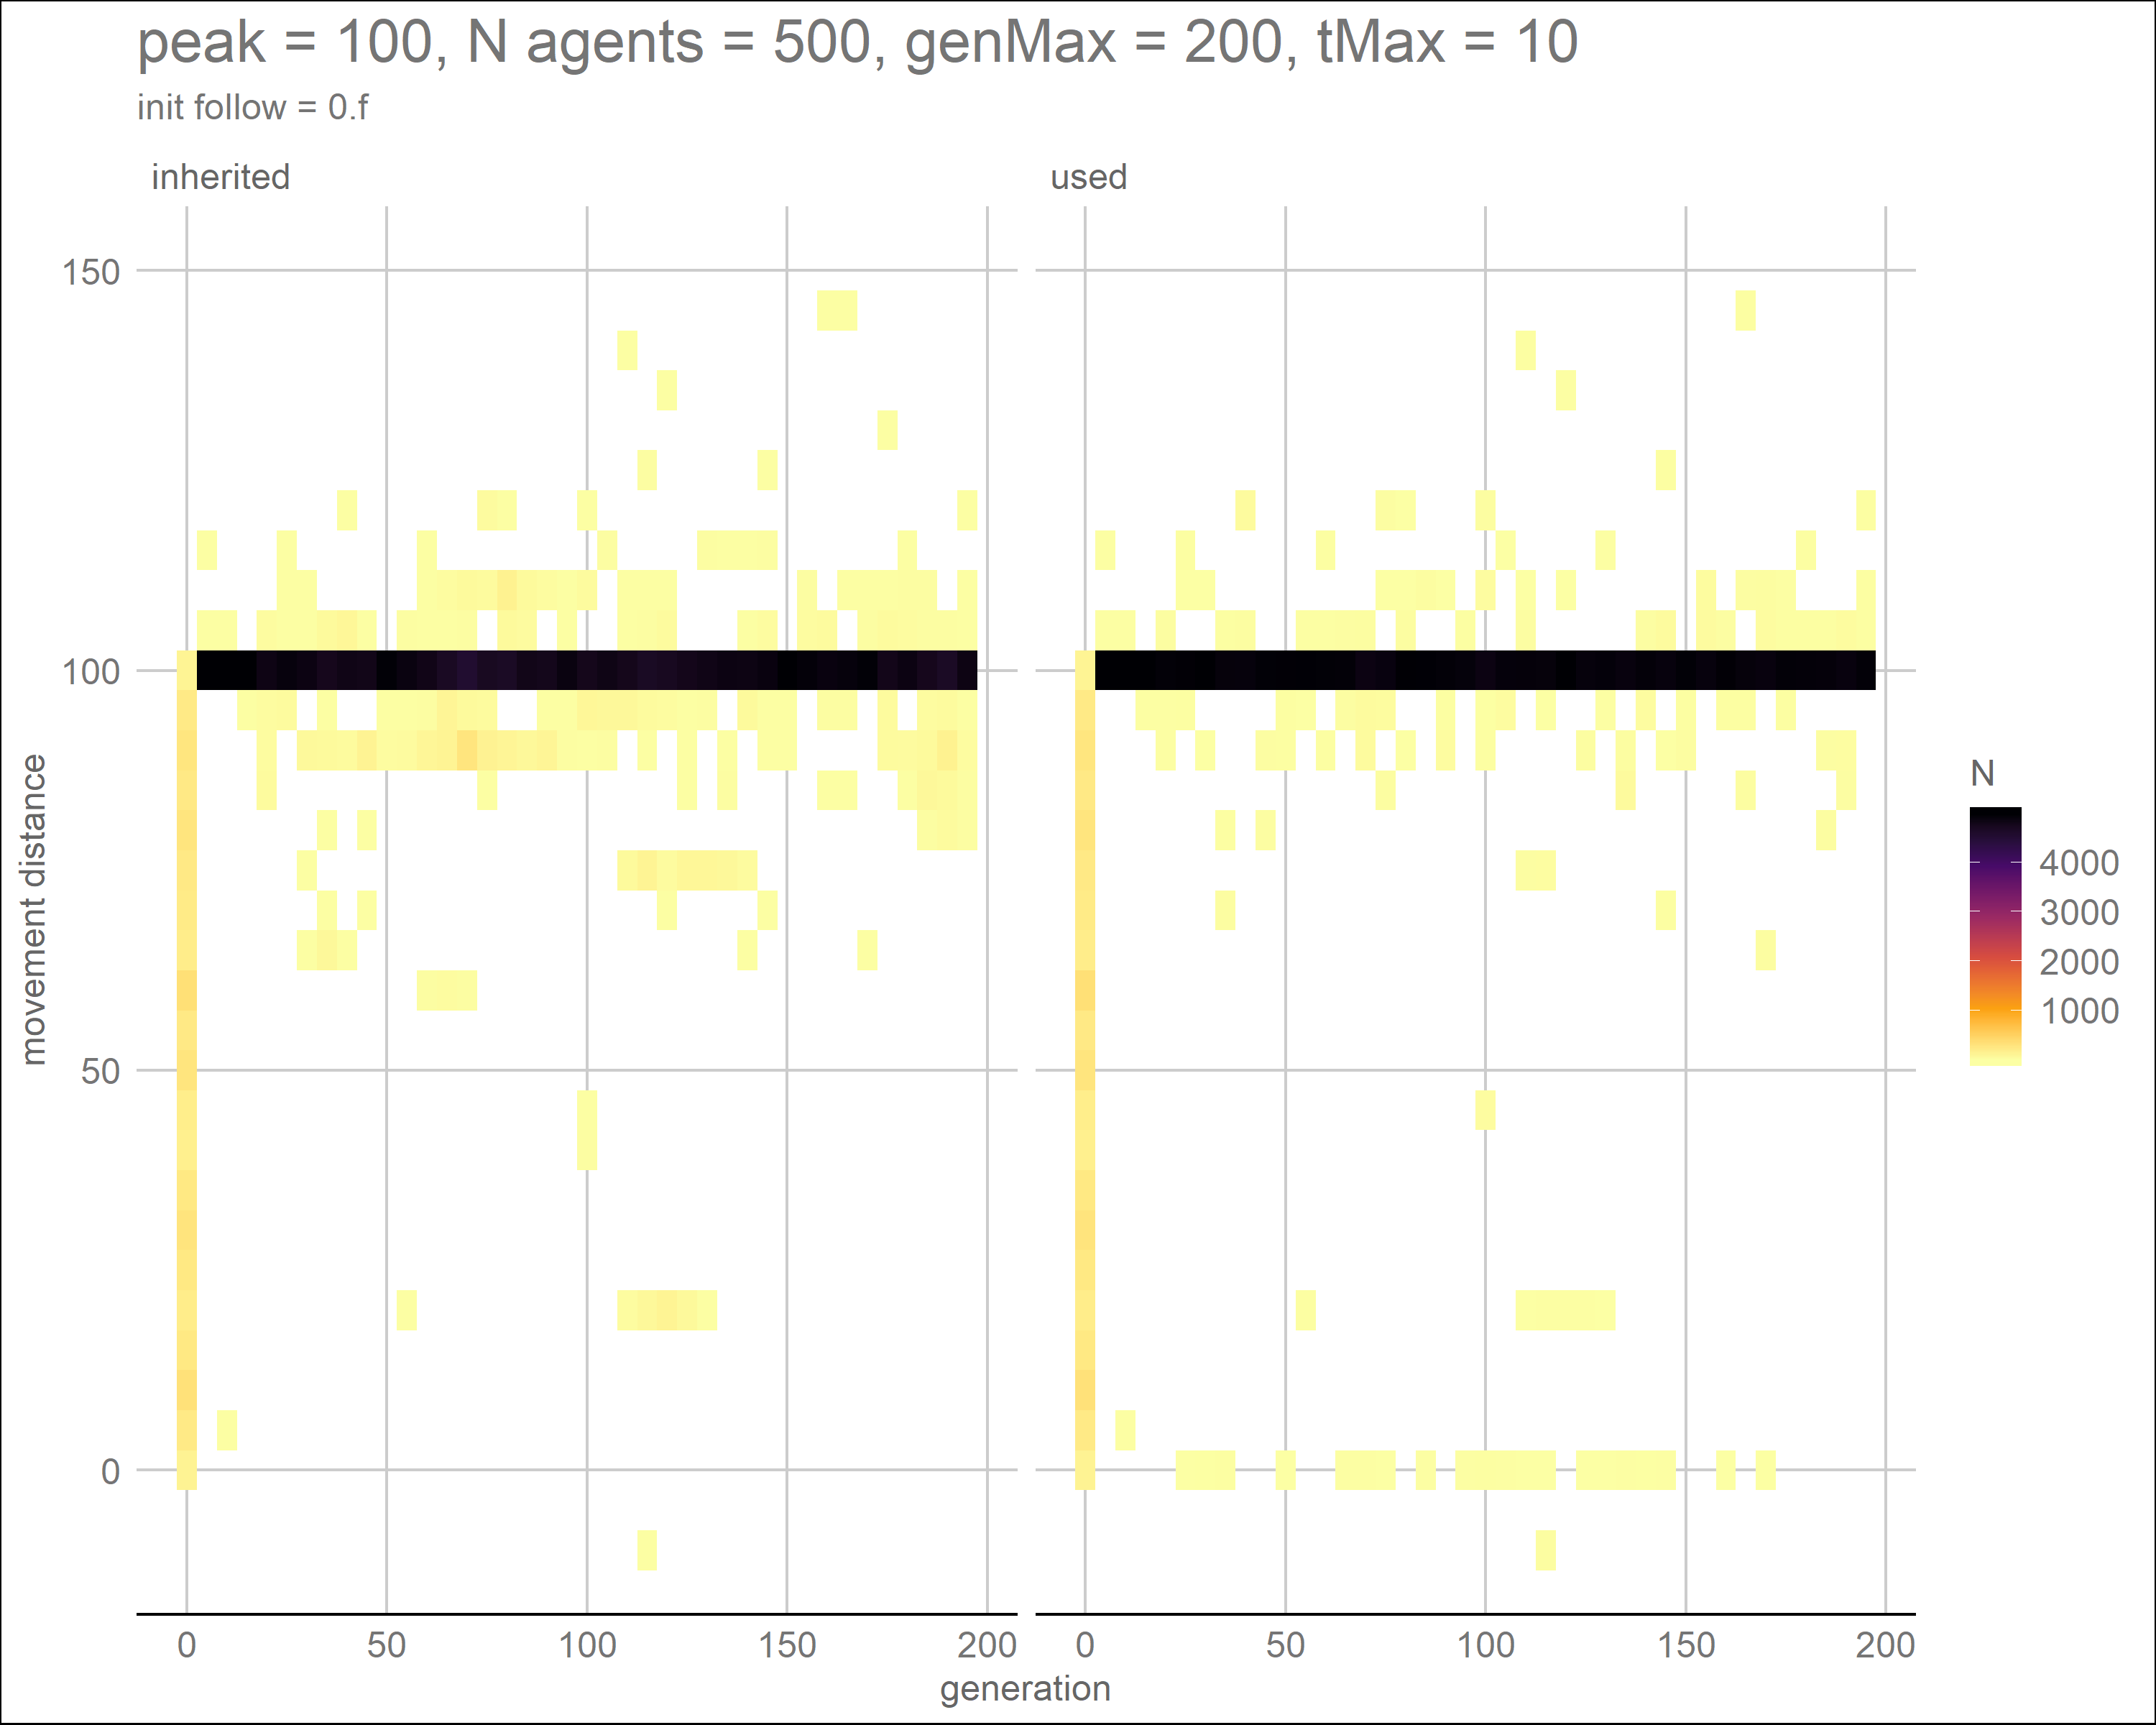 peak = 100, N agents = 500, genMax = 200, tMax = 10
init follow = 0.f
inherited
used
150
100
50
0
movement distance
0 50 100 150 200
0 50 100 150 200
generation
N
4000
3000
2000
1000